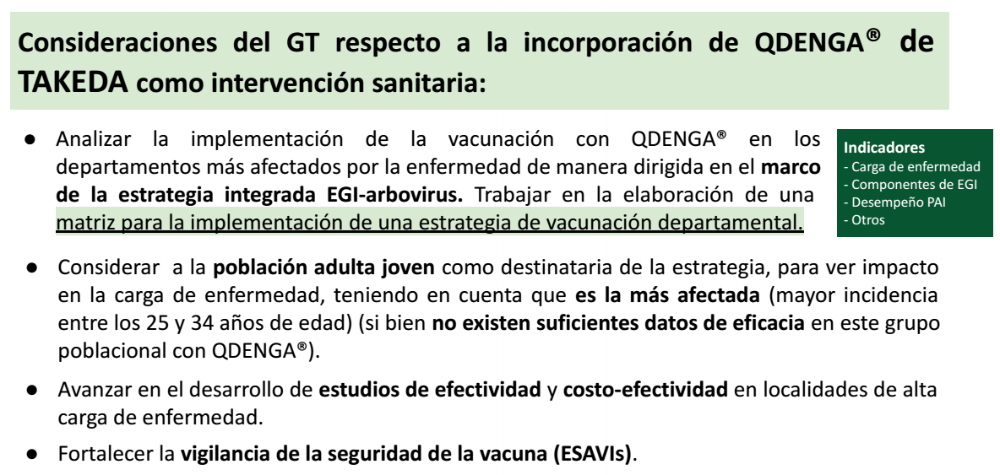 Consideraciones del GT respecto a la incorporación de QDENGA® de
TAKEDA como intervención sanitaria:
● Analizar la implementación de la vacunación con QDENGA® en los
departamentos más afectados por la enfermedad de manera dirigida en el marco
de la estrategia integrada EGI-arbovirus. Trabajar en la elaboración de una
matriz para la implementación de una estrategia de vacunación departamental.
Indicadores
- Carga de enfermedad
- Componentes de EGI
- Desempeño PAI
- Otros
● Considerar a la población adulta joven como destinataria de la estrategia, para ver impacto
en la carga de enfermedad, teniendo en cuenta que es la más afectada (mayor incidencia
entre los 25 y 34 años de edad) (si bien no existen suficientes datos de eficacia en este grupo
poblacional con QDENGA®).
● Avanzar en el desarrollo de estudios de efectividad y costo-efectividad en localidades de alta
carga de enfermedad.
● Fortalecer la vigilancia de la seguridad de la vacuna (ESAVIs).